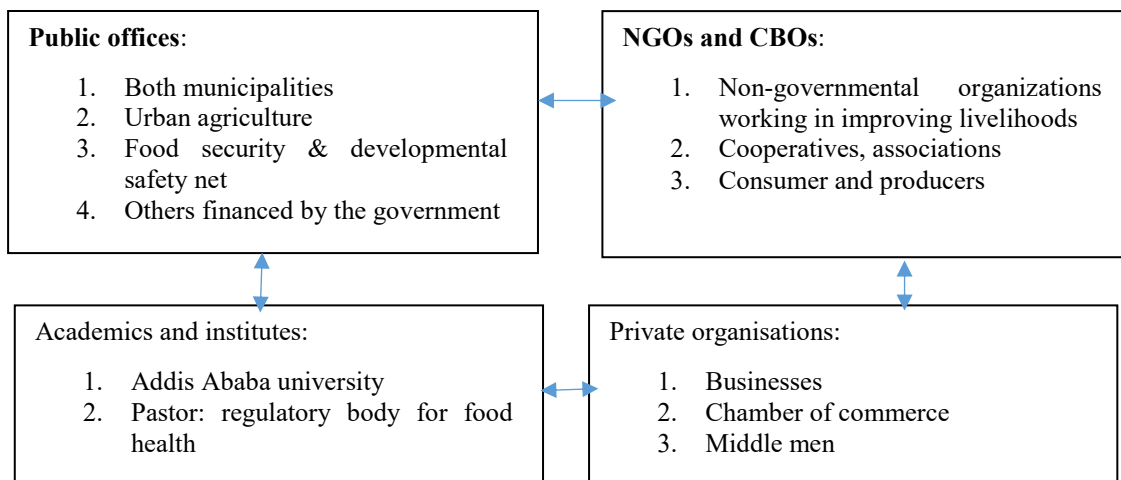 Public offices:
1. Both municipalities
2. Urban agriculture
3. Food security & developmental
safety net
4. Others financed by the government
NGOs and CBOs:
1. Non-governmental organizations
working in improving livelihoods
2. Cooperatives, associations
3. Consumer and producers
Academics and institutes:
1. Addis Ababa university
2. Pastor: regulatory body for food
health
Private organisations:
1. Businesses
2. Chamber of commerce
3. Middle men